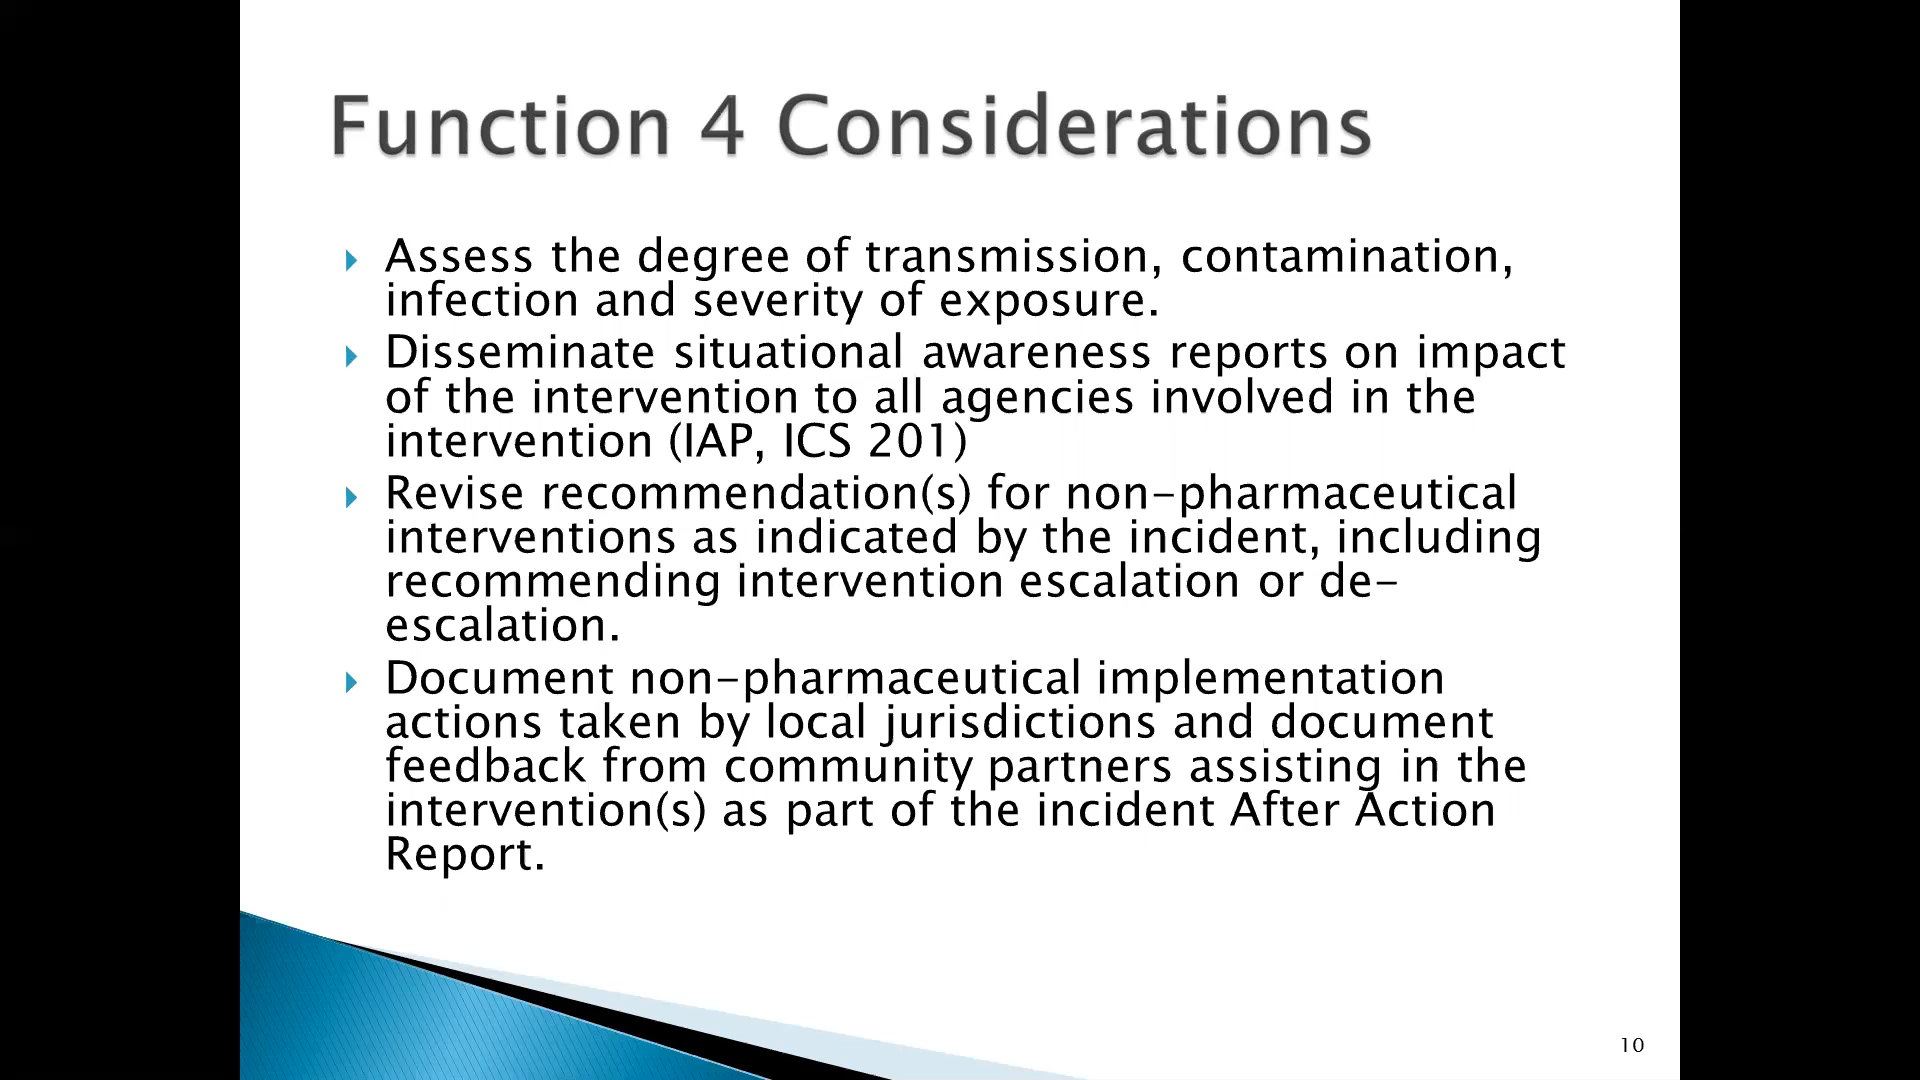 Function 4 Considerations
Assess the degree of transmission, contamination,
infection and severity of exposure.
Disseminate situational awareness reports on impact
of the intervention to all agencies involved in the
intervention (IAP, ICS 201)
Revise recommendation(s) for non-pharmaceutical
interventions as indicated by the incident, including
recommending intervention escalation or de-
escalation.
Document non-pharmaceutical implementation
actions taken by local jurisdictions and document
feedback from community partners assisting in the
intervention(s) as part of the incident After Action
Report.
10